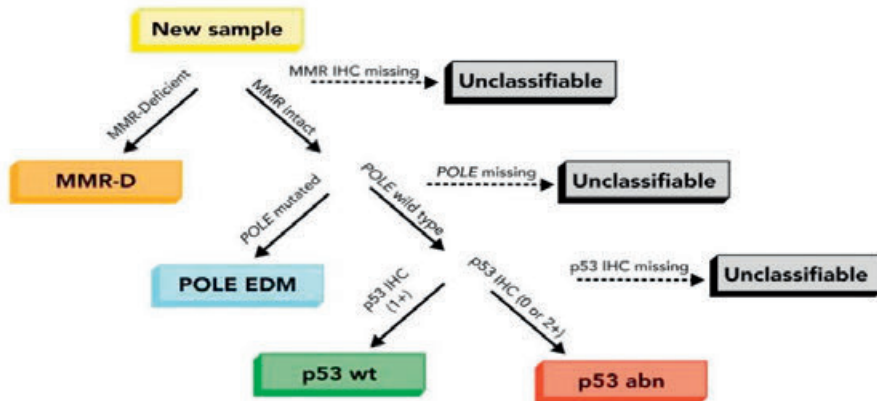 New sample
MMR IHC missing
Unclassifiable
MMR-Deficient
MMR intact
MMR-D
POLE missing
Unclassifiable
POLE mutated
POLE wild type
POLE EDM
p53 IHC missing
Unclassifiable
p53 IHC
(1+)
p53 IHC (0 or 2+)
p53 wt
p53 abn